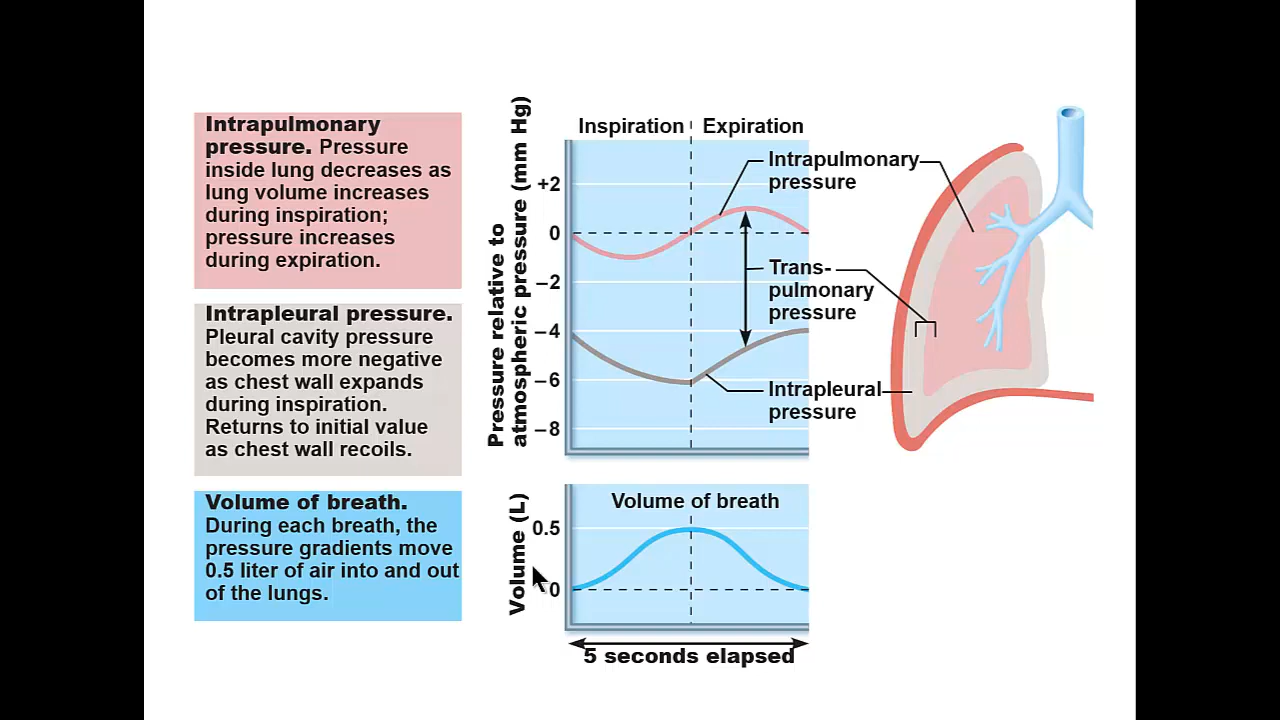 Intrapulmonary
pressure. Pressure
inside lung decreases as
lung volume increases
during inspiration;
pressure increases
during expiration.
Intrapleural pressure.
Pleural cavity pressure
becomes more negative
as chest wall expands
during inspiration.
Returns to initial value
as chest wall recoils.
Volume of breath.
During each breath, the
pressure gradients move
0.5 liter of air into and out
of the lungs.
Pressure relative to
atmospheric pressure (mm Hg)
Inspiration
Expiration
+2
0
–2
–4
–6
–8
Intrapulmonary
pressure
Trans-
pulmonary
pressure
Intrapleural
pressure
Volume (L)
Volume of breath
0.5
0
5 seconds elapsed